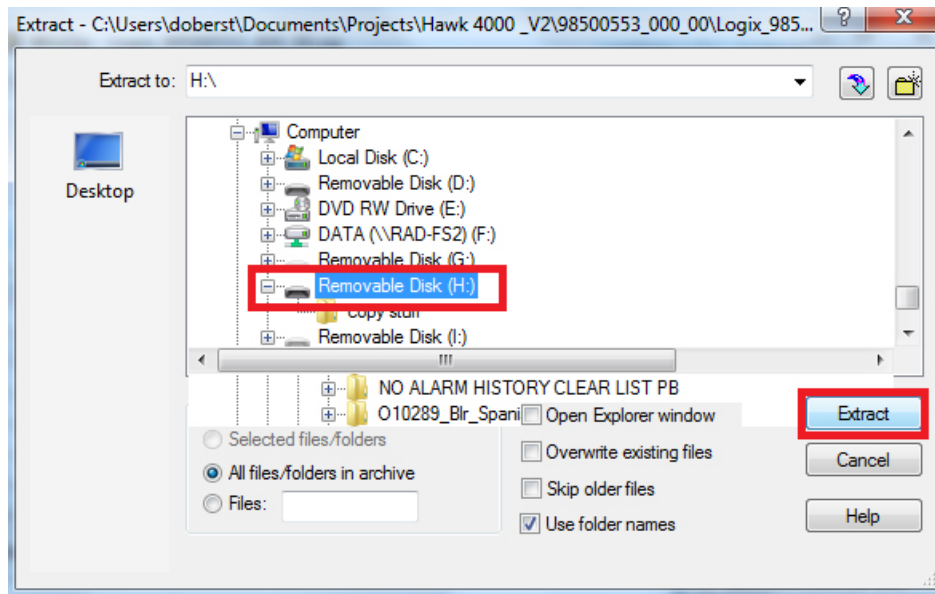 Extract - C:\Users\doberst\Documents\Projects\Hawk 4000 _V2\98500553_000_00\Logix_985...
Extract to: H:\
Desktop
Computer
Local Disk (C:)
Removable Disk (D:)
DVD RW Drive (E:)
DATA (\\RAD-FS2) (F:)
Removable Disk (G:)
Removable Disk (H:)
copy stuff
Removable Disk (I:)
NO ALARM HISTORY CLEAR LIST PB
O10289_Blr_Spani
Open Explorer window
Extract
Selected files/folders
Overwrite existing files
Cancel
All files/folders in archive
Skip older files
Files:
Use folder names
Help